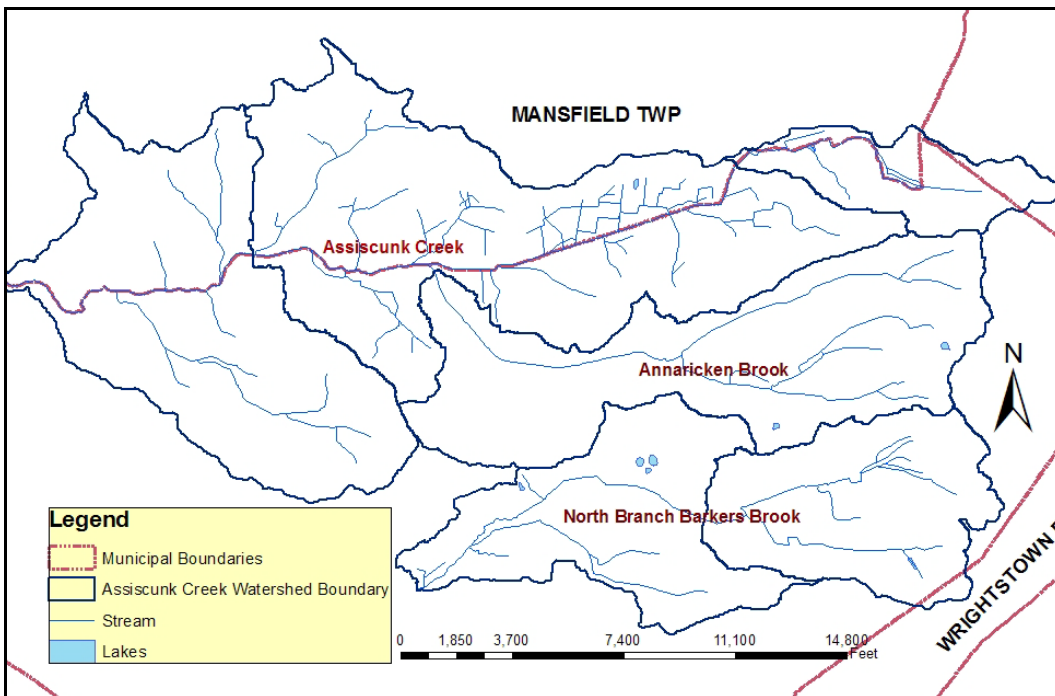 MANSFIELD TWP
Assiscunk Creek
Annaricken Brook
N
North Branch Barkers Brook
WRIGHTSTOWN
Legend
Municipal Boundaries
Assiscunk Creek Watershed Boundary
Stream
Lakes
0 1,850 3,700 7,400 11,100 14,800
Feet